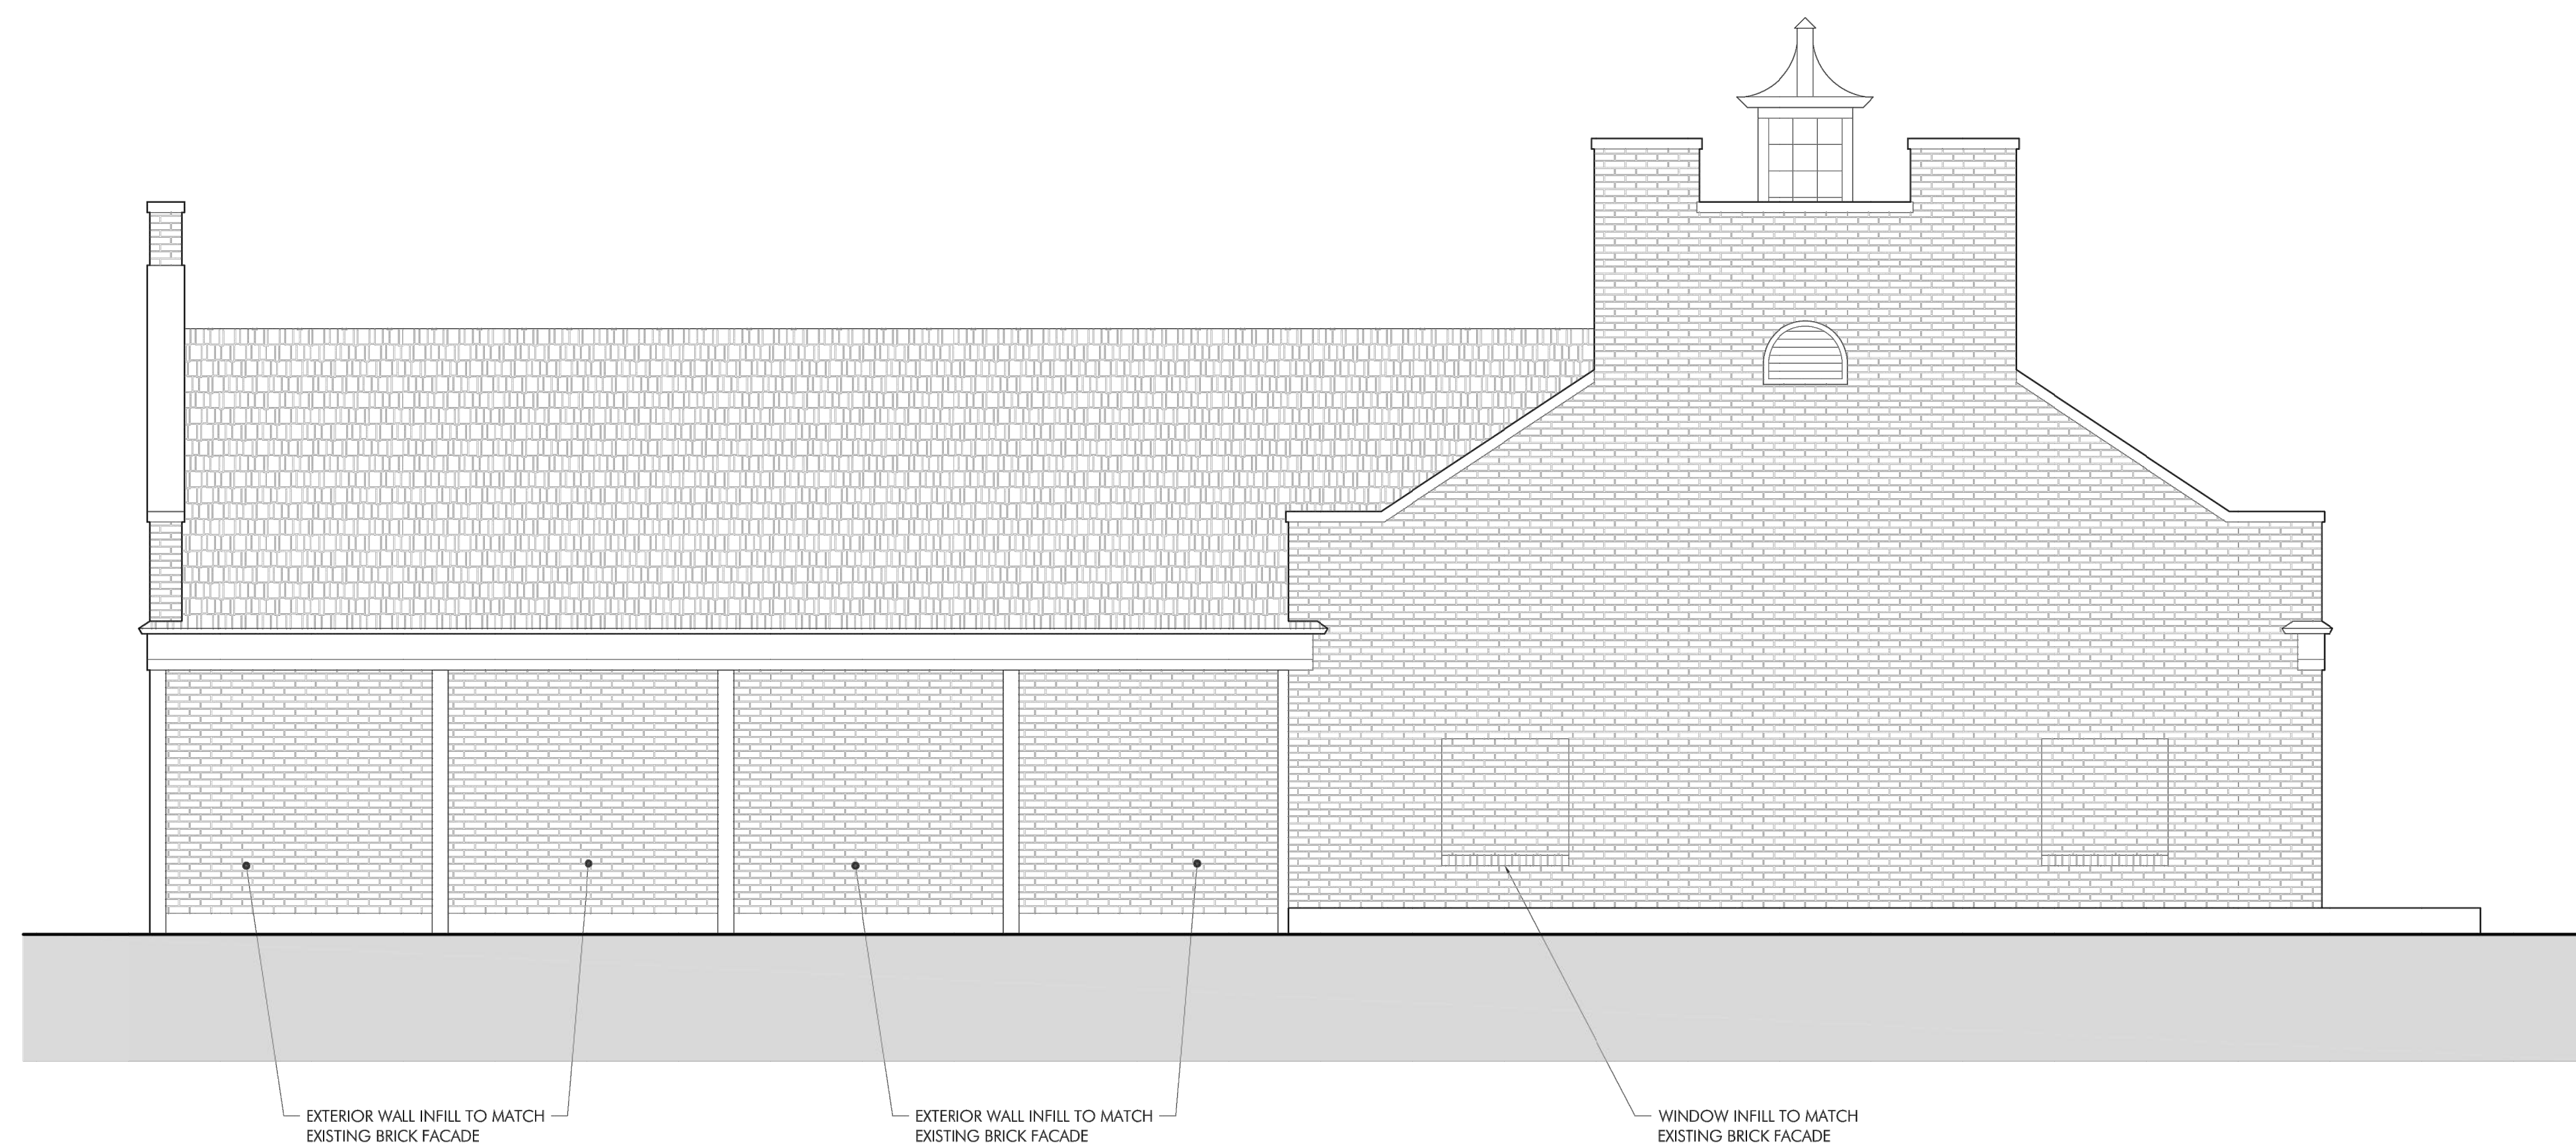 EXTERIOR WALL INFILL TO MATCH
EXISTING BRICK FACADE
EXTERIOR WALL INFILL TO MATCH
EXISTING BRICK FACADE
WINDOW INFILL TO MATCH
EXISTING BRICK FACADE